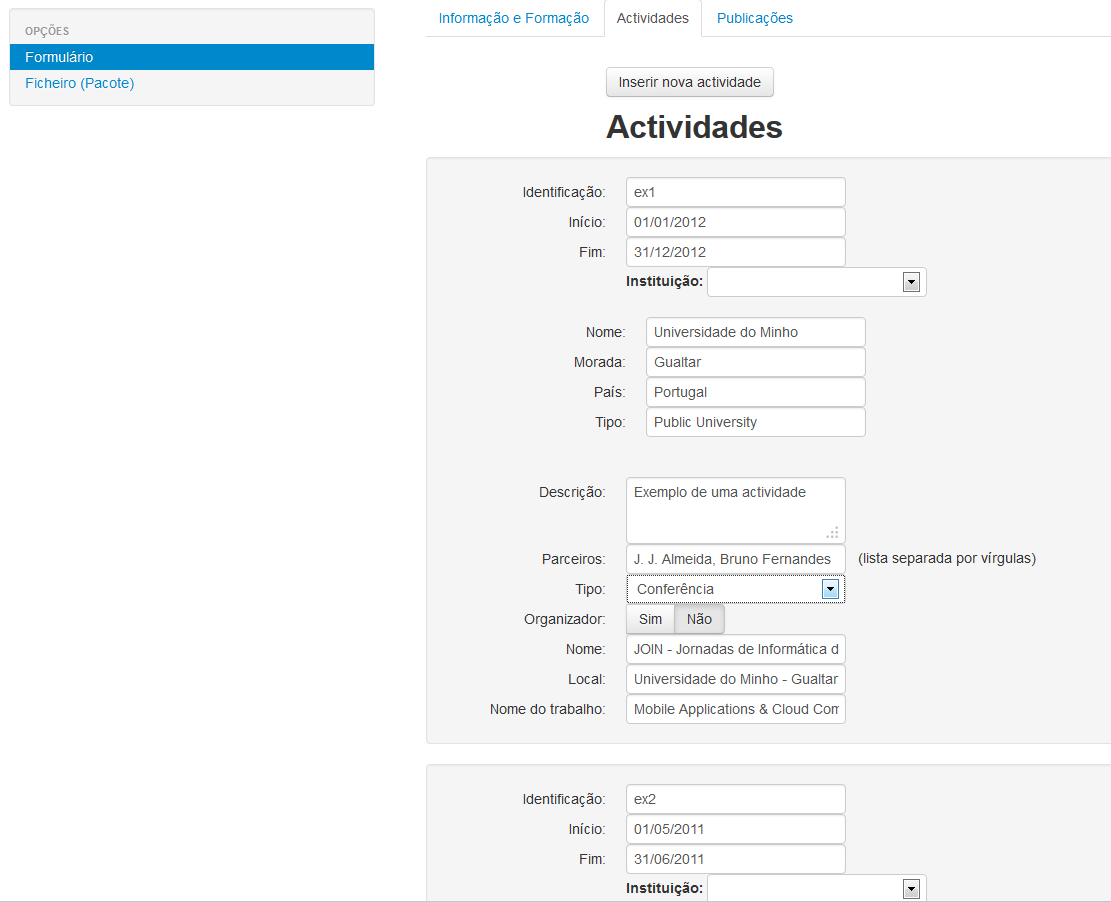 OPÇÕES
Formulário
Ficheiro (Pacote)
Informação e Formação Actividades Publicações
Inserir nova actividade
Actividades
Identificação: ex1
Início: 01/01/2012
Fim: 31/12/2012
Instituição:
Nome: Universidade do Minho
Morada: Gualtar
País: Portugal
Tipo: Public University
Descrição: Exemplo de uma actividade
Parceiros: J. J. Almeida, Bruno Fernandes (lista separada por vírgulas)
Tipo: Conferência
Organizador: Sim Não
Nome: JOIN - Jornadas de Informática d
Local: Universidade do Minho - Gualtar
Nome do trabalho: Mobile Applications & Cloud Com
Identificação: ex2
Início: 01/05/2011
Fim: 31/06/2011
Instituição: